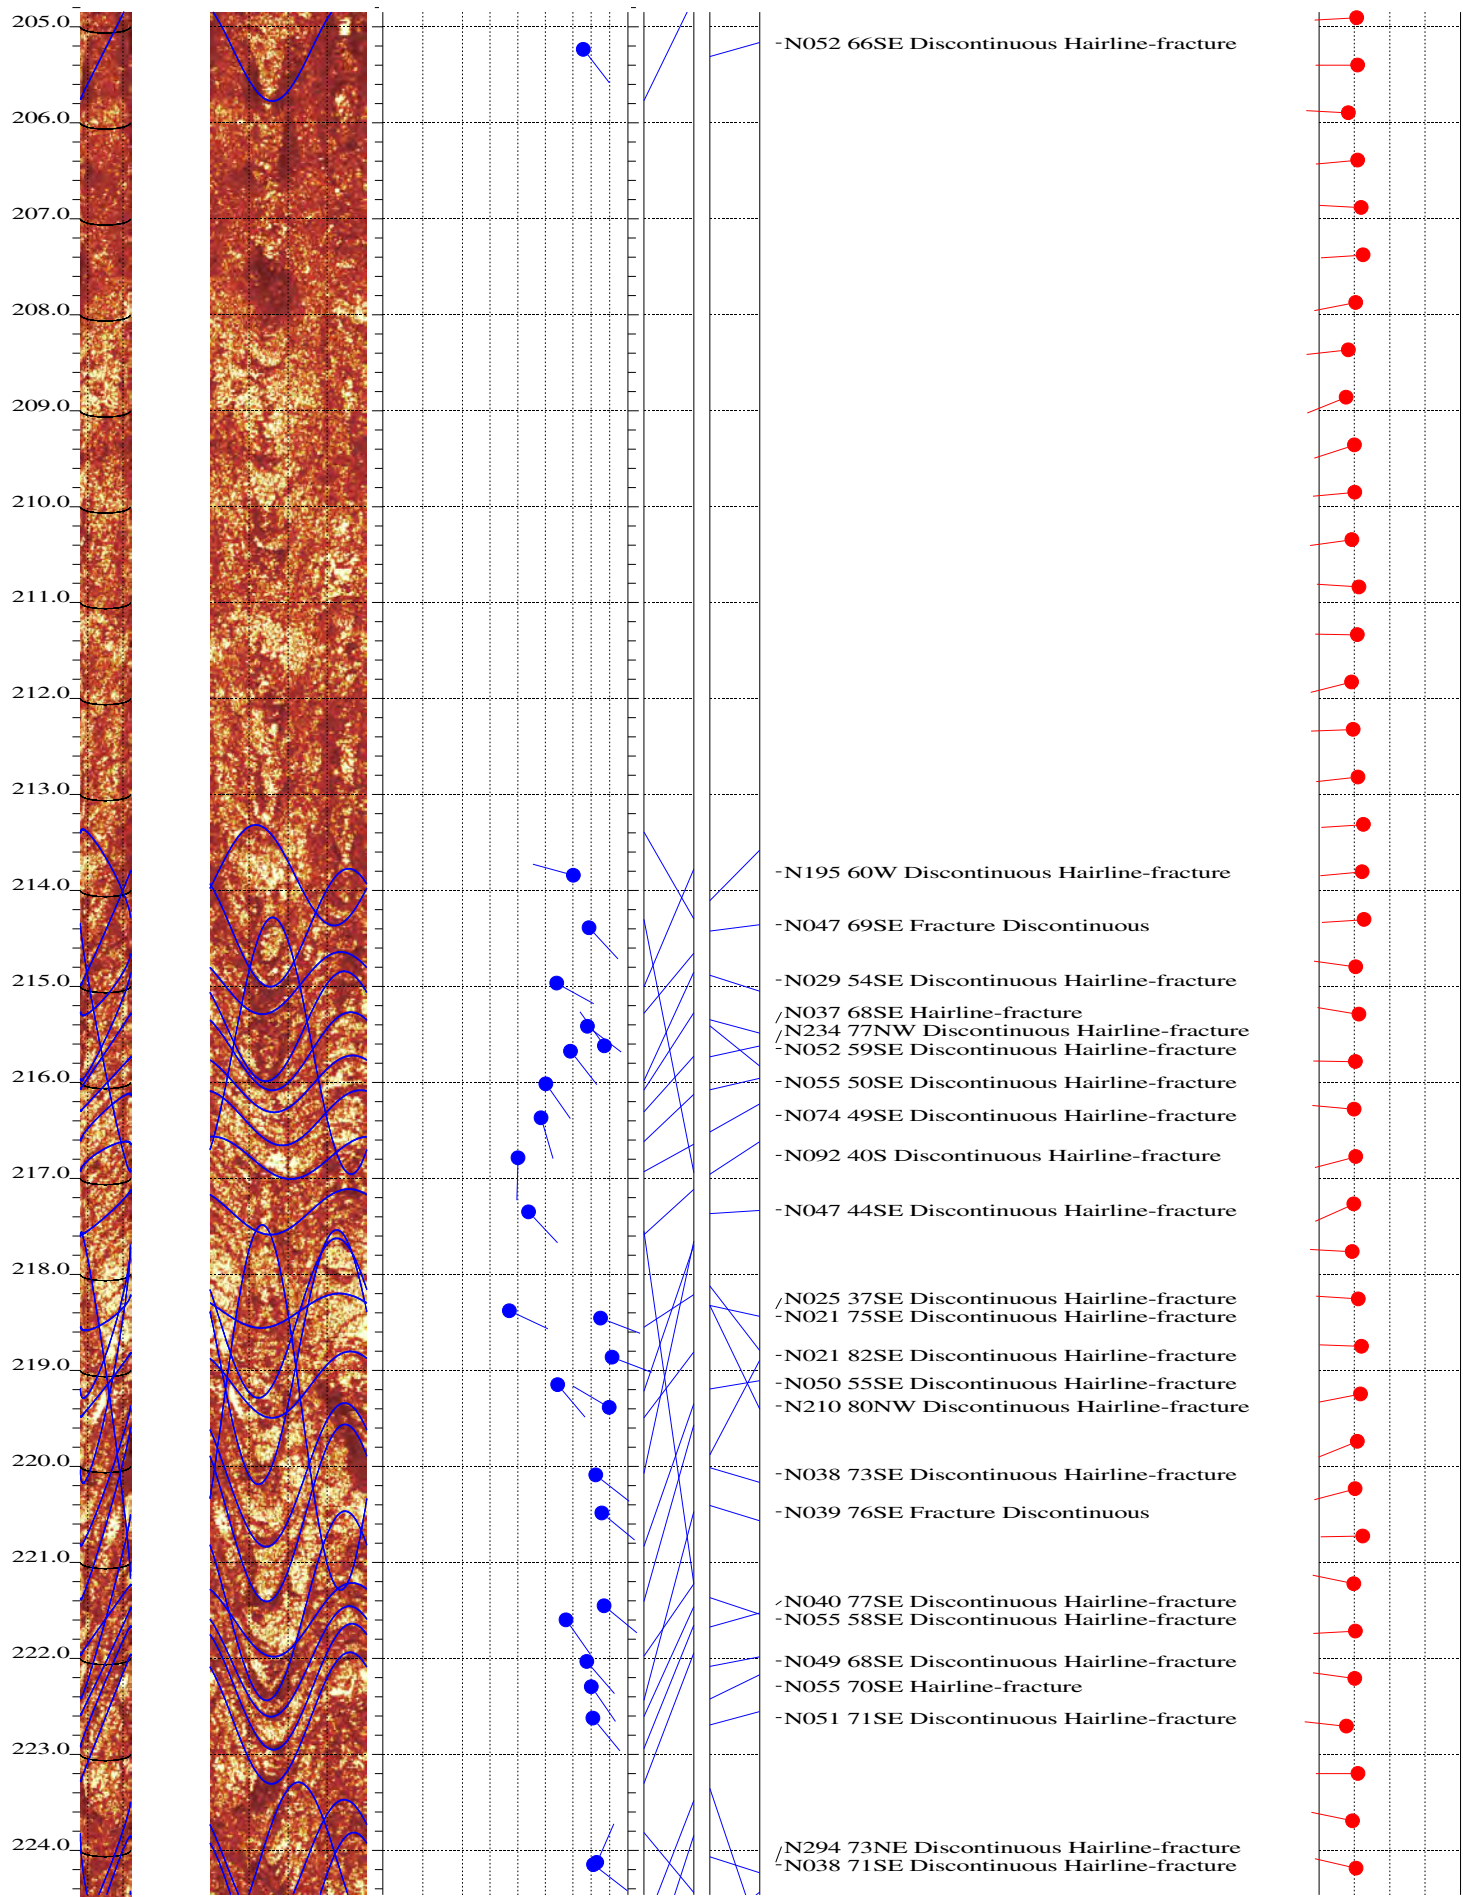 205.0
-N052 66SE Discontinuous Hairline-fracture
206.0
207.0
208.0
209.0
210.0
211.0
212.0
213.0
-N195 60W Discontinuous Hairline-fracture
214.0
-N047 69SE Fracture Discontinuous
-N029 54SE Discontinuous Hairline-fracture
215.0
N037 68SE Hairline-fracture
N234 77NW Discontinuous Hairline-fracture
-N052 59SE Discontinuous Hairline-fracture
216.0
-N055 50SE Discontinuous Hairline-fracture
-N074 49SE Discontinuous Hairline-fracture
-N092 40S Discontinuous Hairline-fracture
217.0
-N047 44SE Discontinuous Hairline-fracture
218.0
N025 37SE Discontinuous Hairline-fracture
-N021 75SE Discontinuous Hairline-fracture
-N021 82SE Discontinuous Hairline-fracture
219.0
-N050 55SE Discontinuous Hairline-fracture
-N210 80NW Discontinuous Hairline-fracture
220.0
-N038 73SE Discontinuous Hairline-fracture
-N039 76SE Fracture Discontinuous
221.0
N040 77SE Discontinuous Hairline-fracture
-N055 58SE Discontinuous Hairline-fracture
222.0
-N049 68SE Discontinuous Hairline-fracture
-N055 70SE Hairline-fracture
-N051 71SE Discontinuous Hairline-fracture
223.0
224.0
N294 73NE Discontinuous Hairline-fracture
-N038 71SE Discontinuous Hairline-fracture